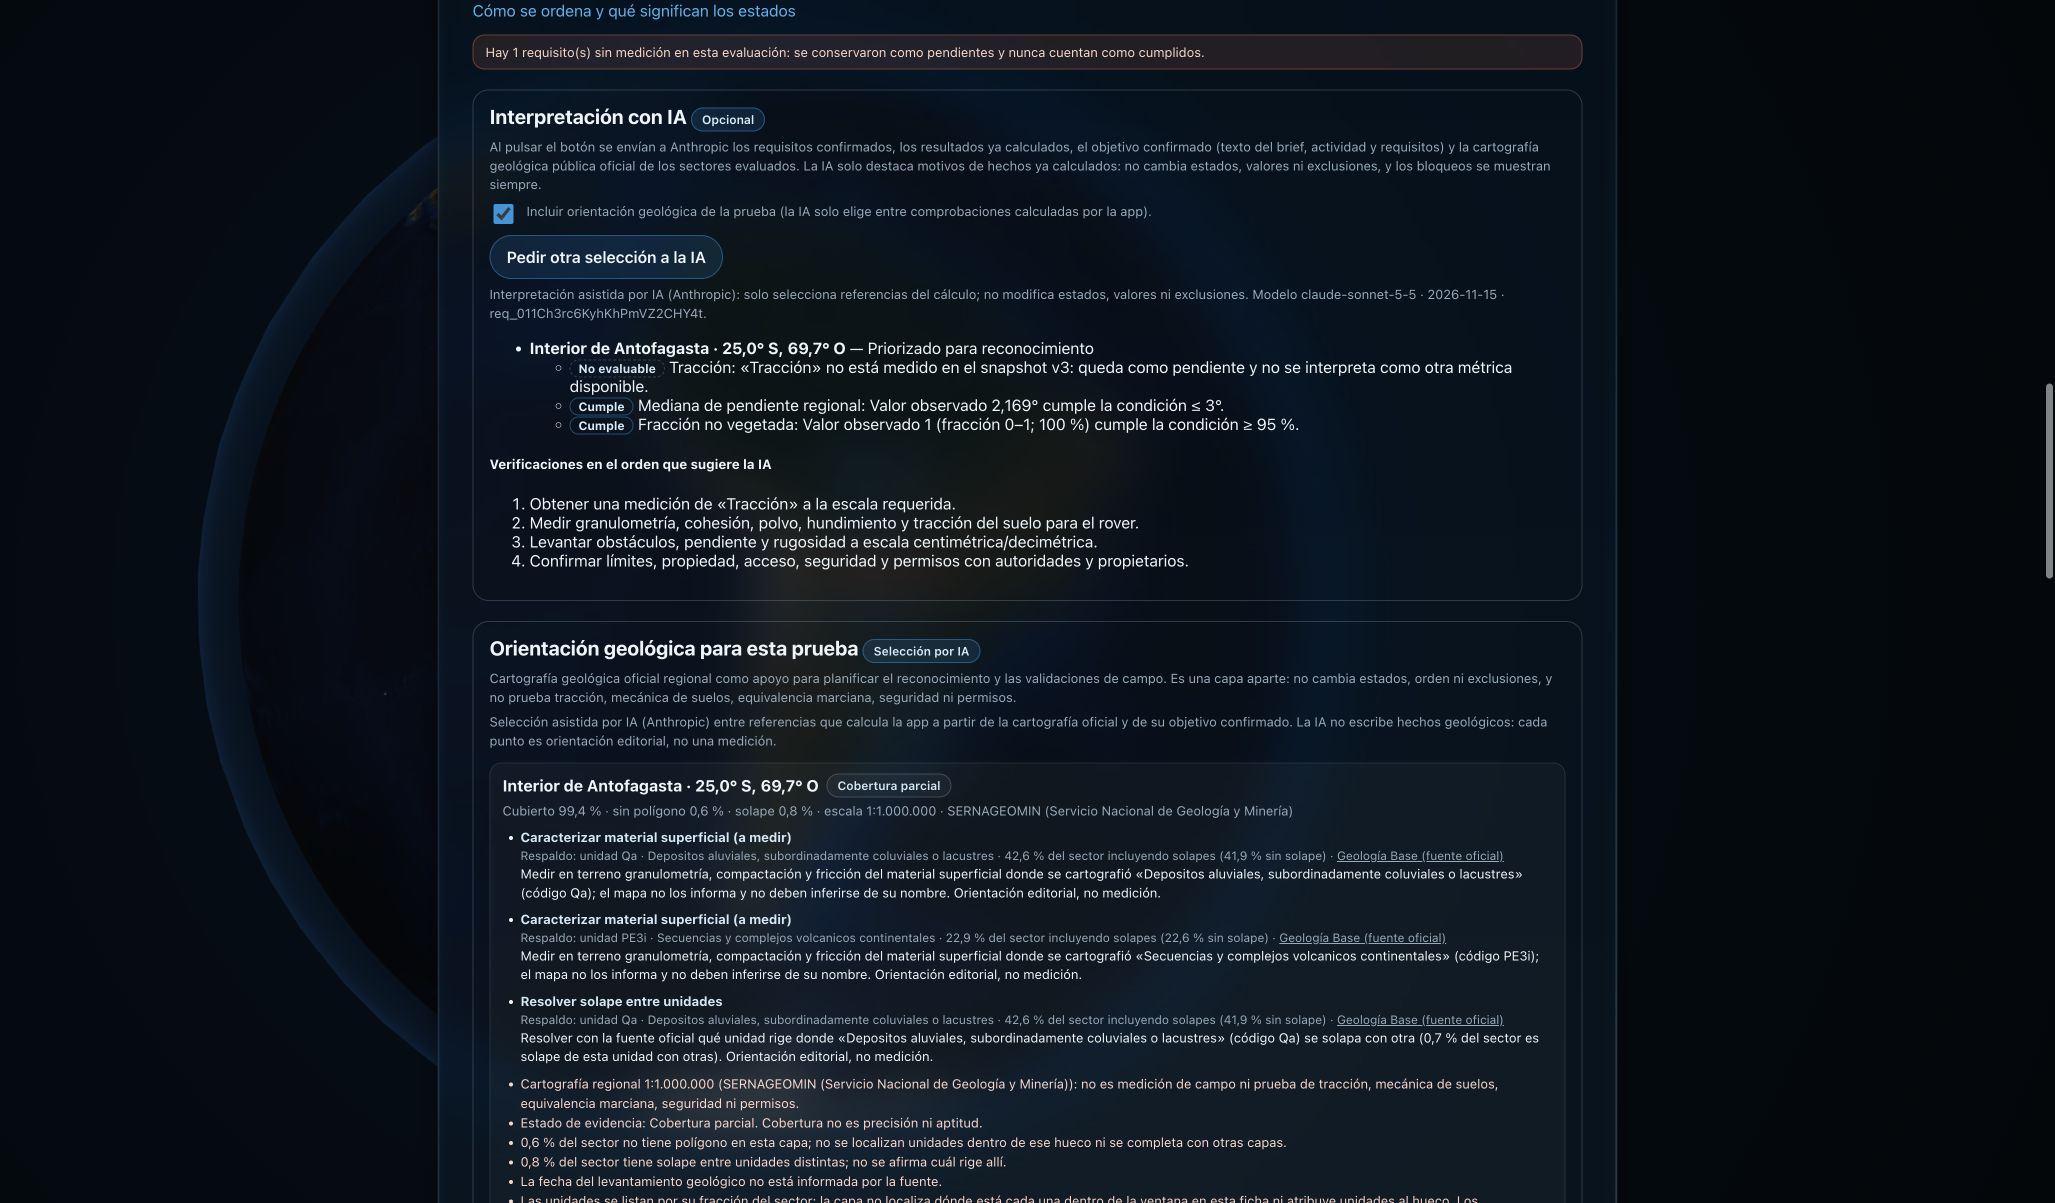 Cómo se ordena y qué significan los estados
Hay 1 requisito(s) sin medición en esta evaluación: se conservaron como pendientes y nunca cuentan como cumplidos.
Interpretación con IA Opcional
Al pulsar el botón se envían a Anthropic los requisitos confirmados, los resultados ya calculados, el objetivo confirmado (texto del brief, actividad y requisitos) y la cartografía
geológica pública oficial de los sectores evaluados. La IA solo destaca motivos de hechos ya calculados: no cambia estados, valores ni exclusiones, y los bloqueos se muestran
siempre.
Incluir orientación geológica de la prueba (la IA solo elige entre comprobaciones calculadas por la app).
Pedir otra selección a la IA
Interpretación asistida por IA (Anthropic): solo selecciona referencias del cálculo; no modifica estados, valores ni exclusiones. Modelo claude-sonnet-5-5 · 2026-11-15 ·
req_011Ch3rc6KyhKhPmVZ2CHY4t.
• Interior de Antofagasta · 25,0° S, 69,7° O — Priorizado para reconocimiento
No evaluable Tracción: «Tracción» no está medido en el snapshot v3: queda como pendiente y no se interpreta como otra métrica
disponible.
Cumple Mediana de pendiente regional: Valor observado 2,169° cumple la condición ≤ 3°.
Cumple Fracción no vegetada: Valor observado 1 (fracción 0–1; 100 %) cumple la condición ≥ 95 %.
Verificaciones en el orden que sugiere la IA
1. Obtener una medición de «Tracción» a la escala requerida.
2. Medir granulometría, cohesión, polvo, hundimiento y tracción del suelo para el rover.
3. Levantar obstáculos, pendiente y rugosidad a escala centimétrica/decimétrica.
4. Confirmar límites, propiedad, acceso, seguridad y permisos con autoridades y propietarios.
Orientación geológica para esta prueba Selección por IA
Cartografía geológica oficial regional como apoyo para planificar el reconocimiento y las validaciones de campo. Es una capa aparte: no cambia estados, orden ni exclusiones, y
no prueba tracción, mecánica de suelos, equivalencia marciana, seguridad ni permisos.
Selección asistida por IA (Anthropic) entre referencias que calcula la app a partir de la cartografía oficial y de su objetivo confirmado. La IA no escribe hechos geológicos: cada
punto es orientación editorial, no una medición.
Interior de Antofagasta · 25,0° S, 69,7° O Cobertura parcial
Cubierto 99,4 % · sin polígono 0,6 % · solape 0,8 % · escala 1:1.000.000 · SERNAGEOMIN (Servicio Nacional de Geología y Minería)
• Caracterizar material superficial (a medir)
Respaldo: unidad Qa · Depositos aluviales, subordinadamente coluviales o lacustres · 42,6 % del sector incluyendo solapes (41,9 % sin solape) · Geología Base (fuente oficial)
Medir en terreno granulometría, compactación y fricción del material superficial donde se cartografió «Depositos aluviales, subordinadamente coluviales o lacustres»
(código Qa); el mapa no los informa y no deben inferirse de su nombre. Orientación editorial, no medición.
• Caracterizar material superficial (a medir)
Respaldo: unidad PE3i · Secuencias y complejos volcanicos continentales · 22,9 % del sector incluyendo solapes (22,6 % sin solape) · Geología Base (fuente oficial)
Medir en terreno granulometría, compactación y fricción del material superficial donde se cartografió «Secuencias y complejos volcanicos continentales» (código PE3i);
el mapa no los informa y no deben inferirse de su nombre. Orientación editorial, no medición.
• Resolver solape entre unidades
Respaldo: unidad Qa · Depositos aluviales, subordinadamente coluviales o lacustres · 42,6 % del sector incluyendo solapes (41,9 % sin solape) · Geología Base (fuente oficial)
Resolver con la fuente oficial qué unidad rige donde «Depositos aluviales, subordinadamente coluviales o lacustres» (código Qa) se solapa con otra (0,7 % del sector es
solape de esta unidad con otras). Orientación editorial, no medición.
• Cartografía regional 1:1.000.000 (SERNAGEOMIN (Servicio Nacional de Geología y Minería)): no es medición de campo ni prueba de tracción, mecánica de suelos,
equivalencia marciana, seguridad ni permisos.
• Estado de evidencia: Cobertura parcial. Cobertura no es precisión ni aptitud.
• 0,6 % del sector no tiene polígono en esta capa; no se localizan unidades dentro de ese hueco ni se completa con otras capas.
• 0,8 % del sector tiene solape entre unidades distintas; no se afirma cuál rige allí.
• La fecha del levantamiento geológico no está informada por la fuente.
• Las unidades se listan por su fracción del sector: la capa no localiza dónde está cada una dentro de la ventana en esta ficha ni atribuye unidades al hueco. Los